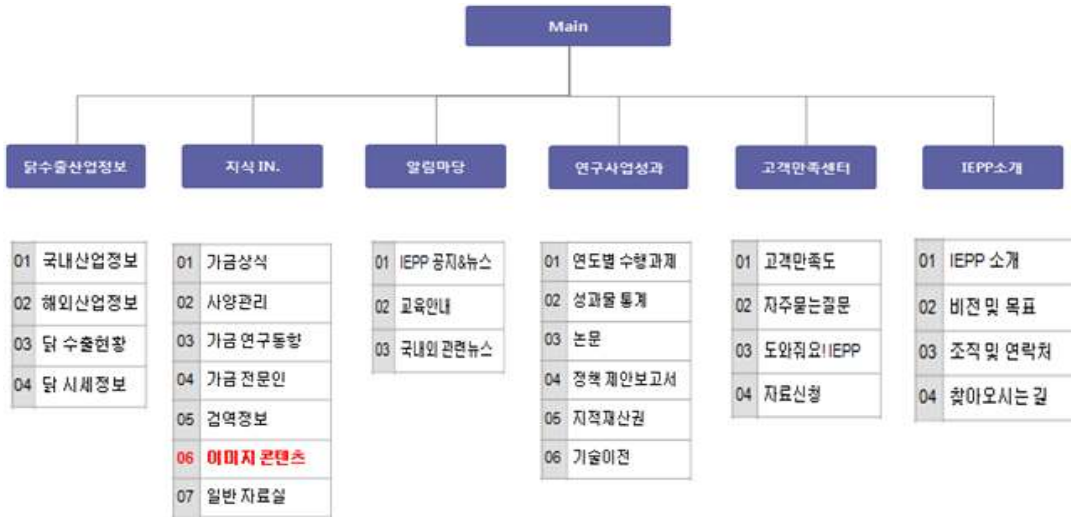 Main
닭수출산업정보
지식 IN.
알림마당
연구사업성과
고객만족센터
IEPP소개
01 국내산업정보
02 해외산업정보
03 닭 수출현황
04 닭 시세정보
01 가금상식
02 사양관리
03 가금 연구동향
04 가금 전문인
05 검역정보
06 이미지 콘텐츠
07 일반 자료실
01 IEPP 공지&뉴스
02 교육안내
03 국내외 관련뉴스
01 연도별 수행과제
02 성과물 통계
03 논문
04 정책 제안보고서
05 지적재산권
06 기술이전
01 고객만족도
02 자주묻는질문
03 도와줘요!IEPP
04 자료신청
01 IEPP 소개
02 비전 및 목표
03 조직 및 연락처
04 찾아오시는 길